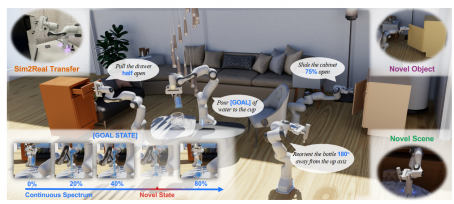 Sim2Real Transfer
Pull the drawer
half open
Pour [GOAL] of
water to the cup
Slide the cabinet
75% open
Novel Object
Reorient the bottle 180°
away from the up axis
Novel Scene
[GOAL STATE]
0%
20%
40%
80%
Continuous Spectrum
Novel State